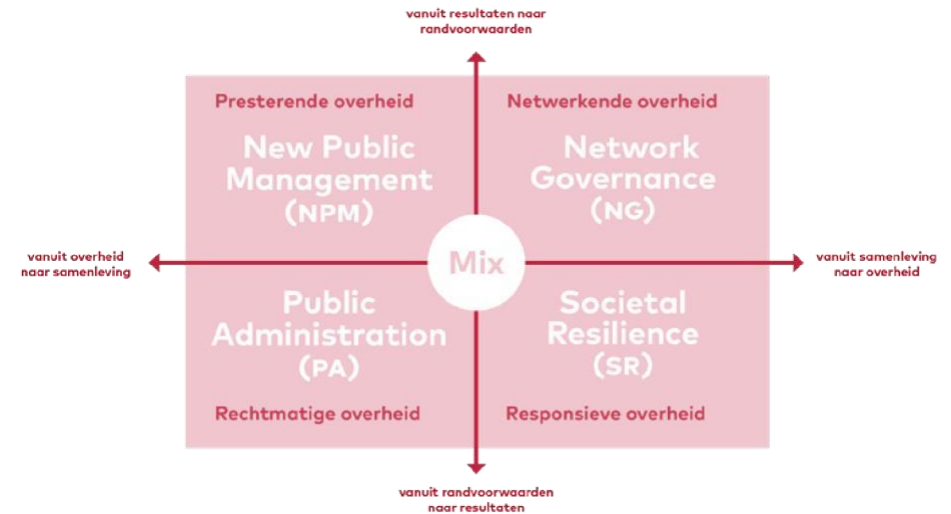 vanuit resultaten naar
randvoorwaarden
Presterende overheid
Netwerkende overheid
New Public
Management
(NPM)
Network
Governance
(NG)
vanuit overheid
naar samenleving
Mix
vanuit samenleving
naar overheid
Public
Administration
(PA)
Societal
Resilience
(SR)
Rechtmatige overheid
Responsieve overheid
vanuit randvoorwaarden
naar resultaten